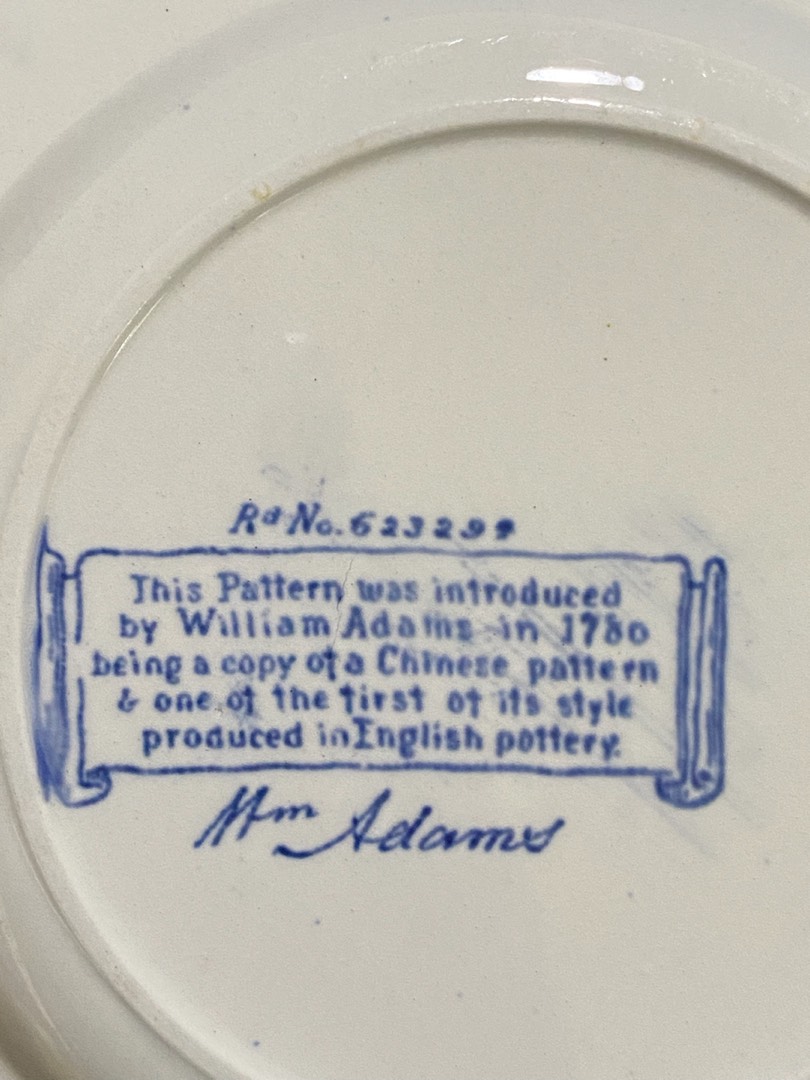 Rd No. 623294
This Pattern was introduced
by William Adams in 1780
being a copy of a Chinese pattern
& one of the first of its style
produced in English pottery.
Wm Adams